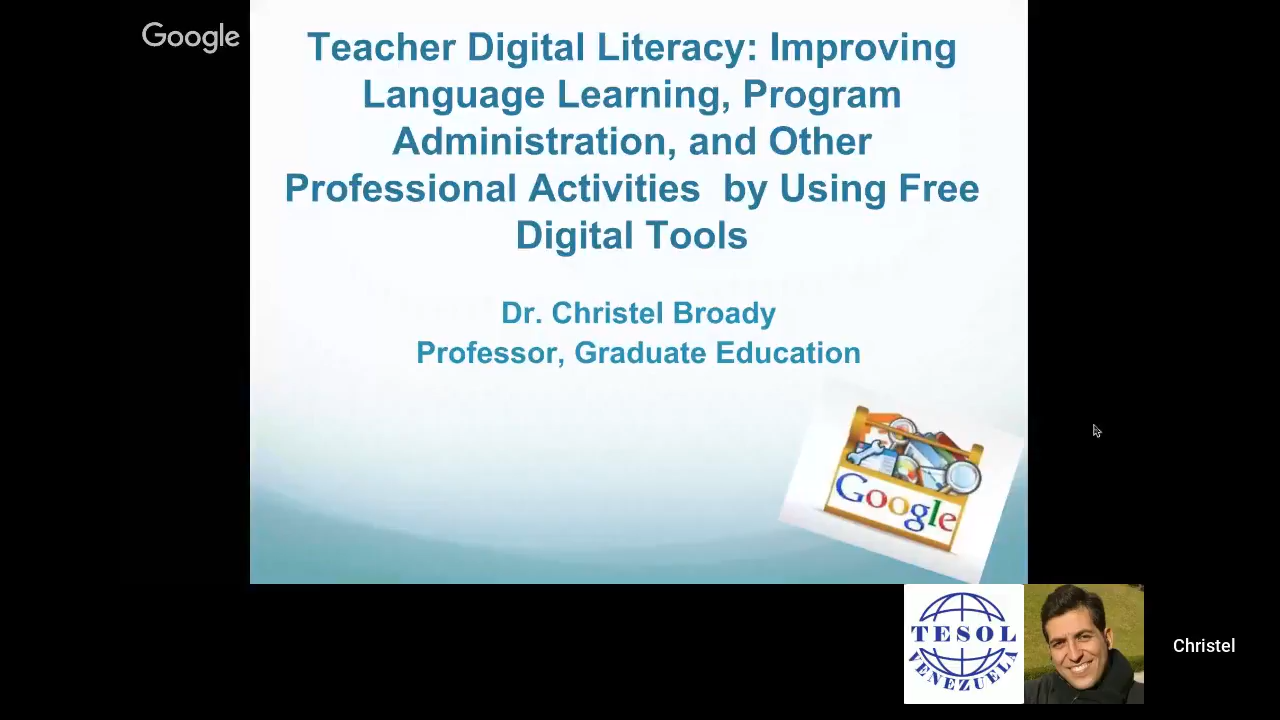 Google
Teacher Digital Literacy: Improving
Language Learning, Program
Administration, and Other
Professional Activities  by Using Free
Digital Tools
Dr. Christel Broady
Professor, Graduate Education
Google
TESOL
VENEZUELA
Christel